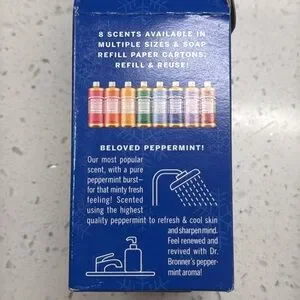 8 SCENTS AVAILABLE IN
MULTIPLE SIZES & SOAP
REFILL PAPER CARTONS.
REFILL & REUSE!
BELOVED PEPPERMINT!
Our most popular
scent, with a pure
peppermint burst–
for that minty fresh
feeling! Scented
using the highest
quality peppermint to refresh & cool skin
and sharpen mind.
Feel renewed and
revived with Dr.
Bronner's pepper-
mint aroma!